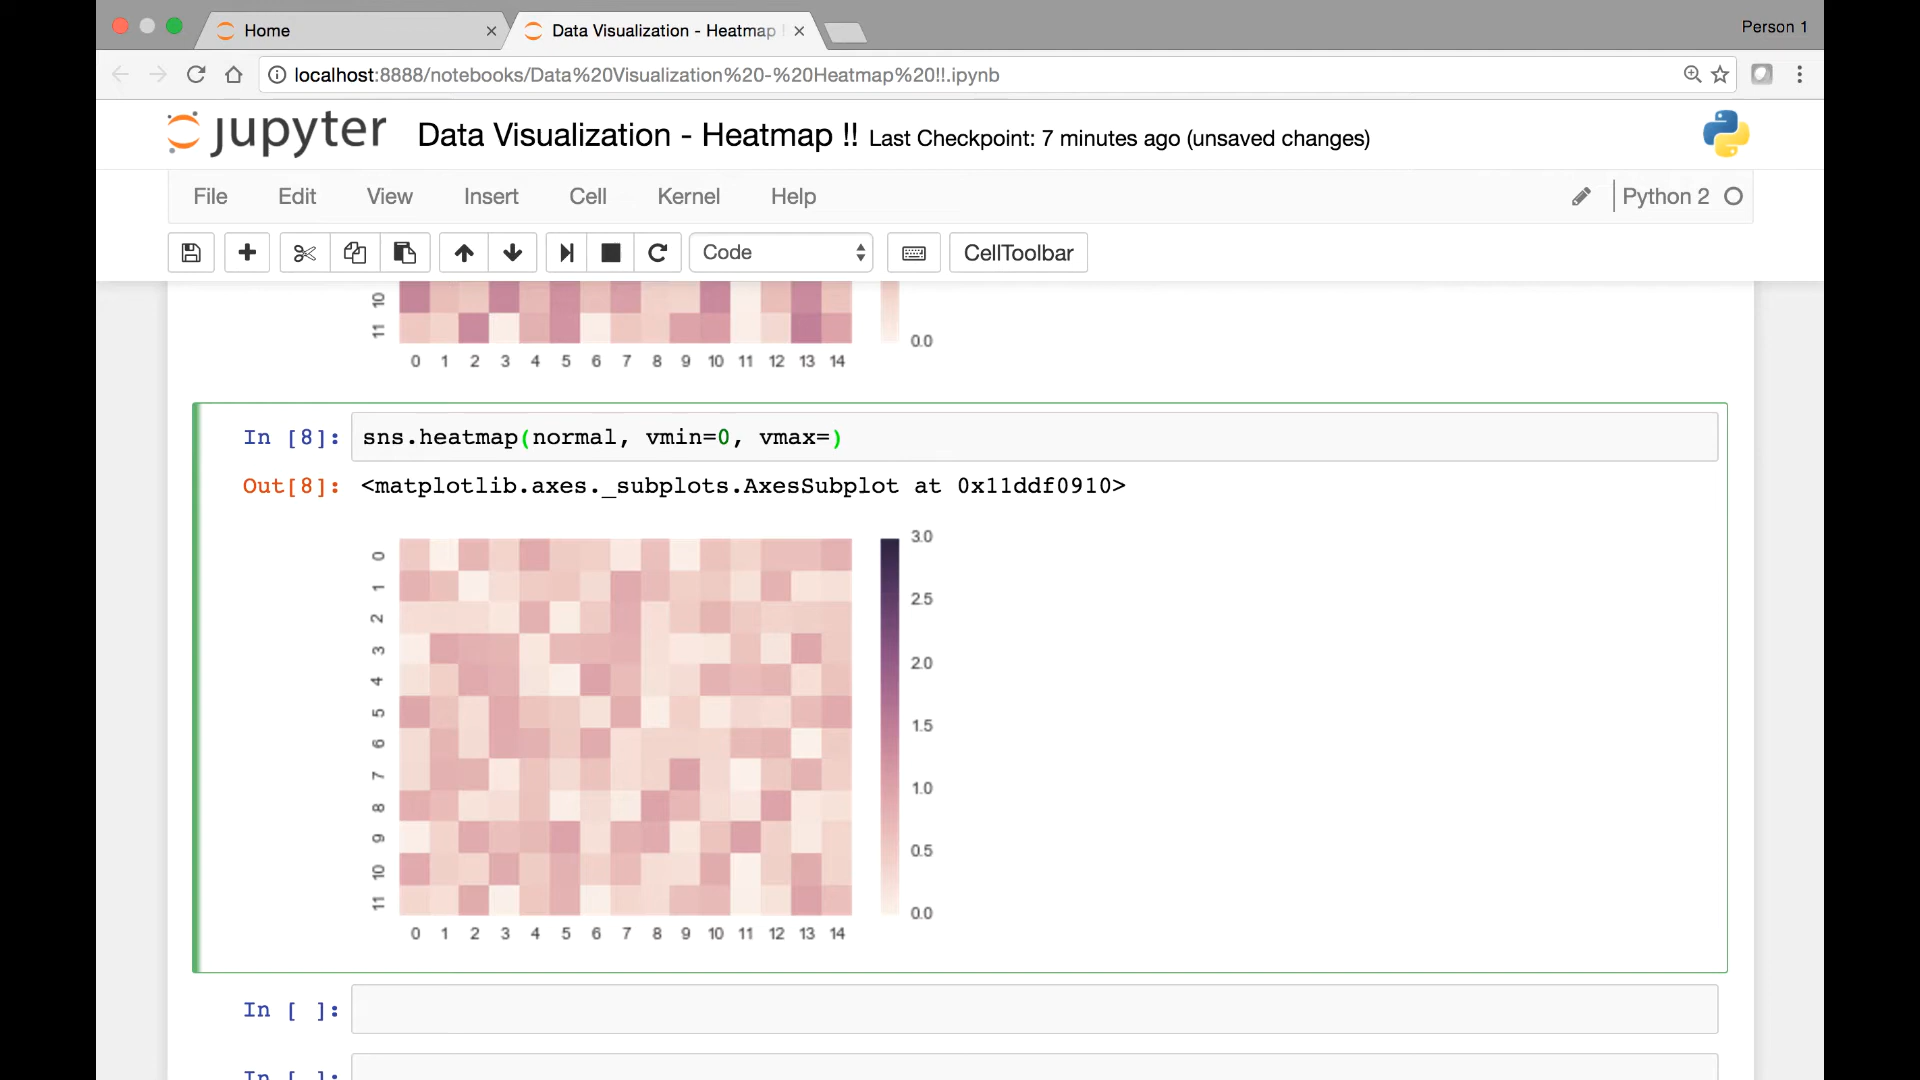 Home
Data Visualization - Heatmap !
Person 1
localhost:8888/notebooks/Data%20Visualization%20-%20Heatmap%20!!.ipynb
jupyter Data Visualization - Heatmap !! Last Checkpoint: 7 minutes ago (unsaved changes)
File Edit View Insert Cell Kernel Help Python 2
Code CellToolbar
10
11
0.0
0 1 2 3 4 5 6 7 8 9 10 11 12 13 14
In [8]: sns.heatmap(normal, vmin=0, vmax=)
Out[8]: <matplotlib.axes._subplots.AxesSubplot at 0x11ddf0910>
3.0
0
1
2.5
2
3
2.0
4
5
1.5
6
7
1.0
8
9
0.5
10
11
0.0
0 1 2 3 4 5 6 7 8 9 10 11 12 13 14
In [ ]:
In [ ]: